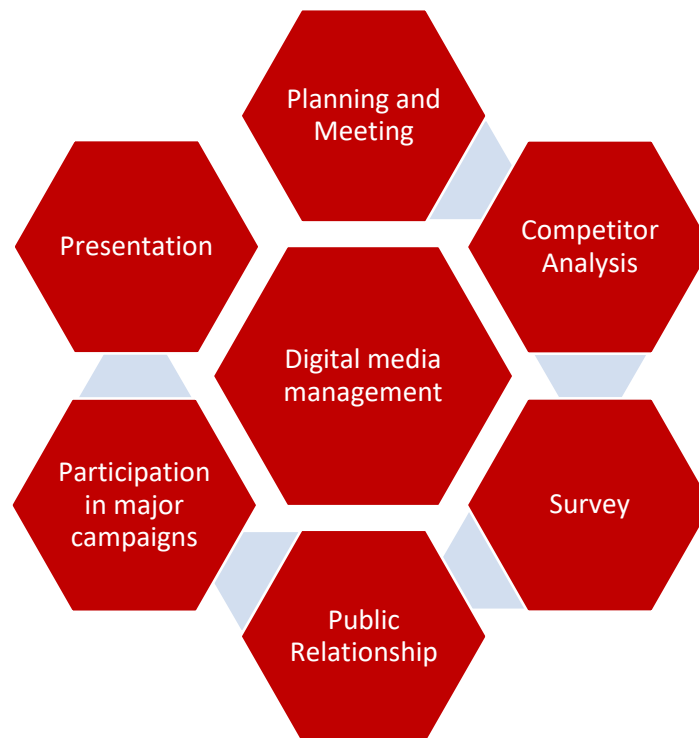 Planning and
Meeting
Competitor
Analysis
Survey
Public
Relationship
Participation
in major
campaigns
Presentation
Digital media
management